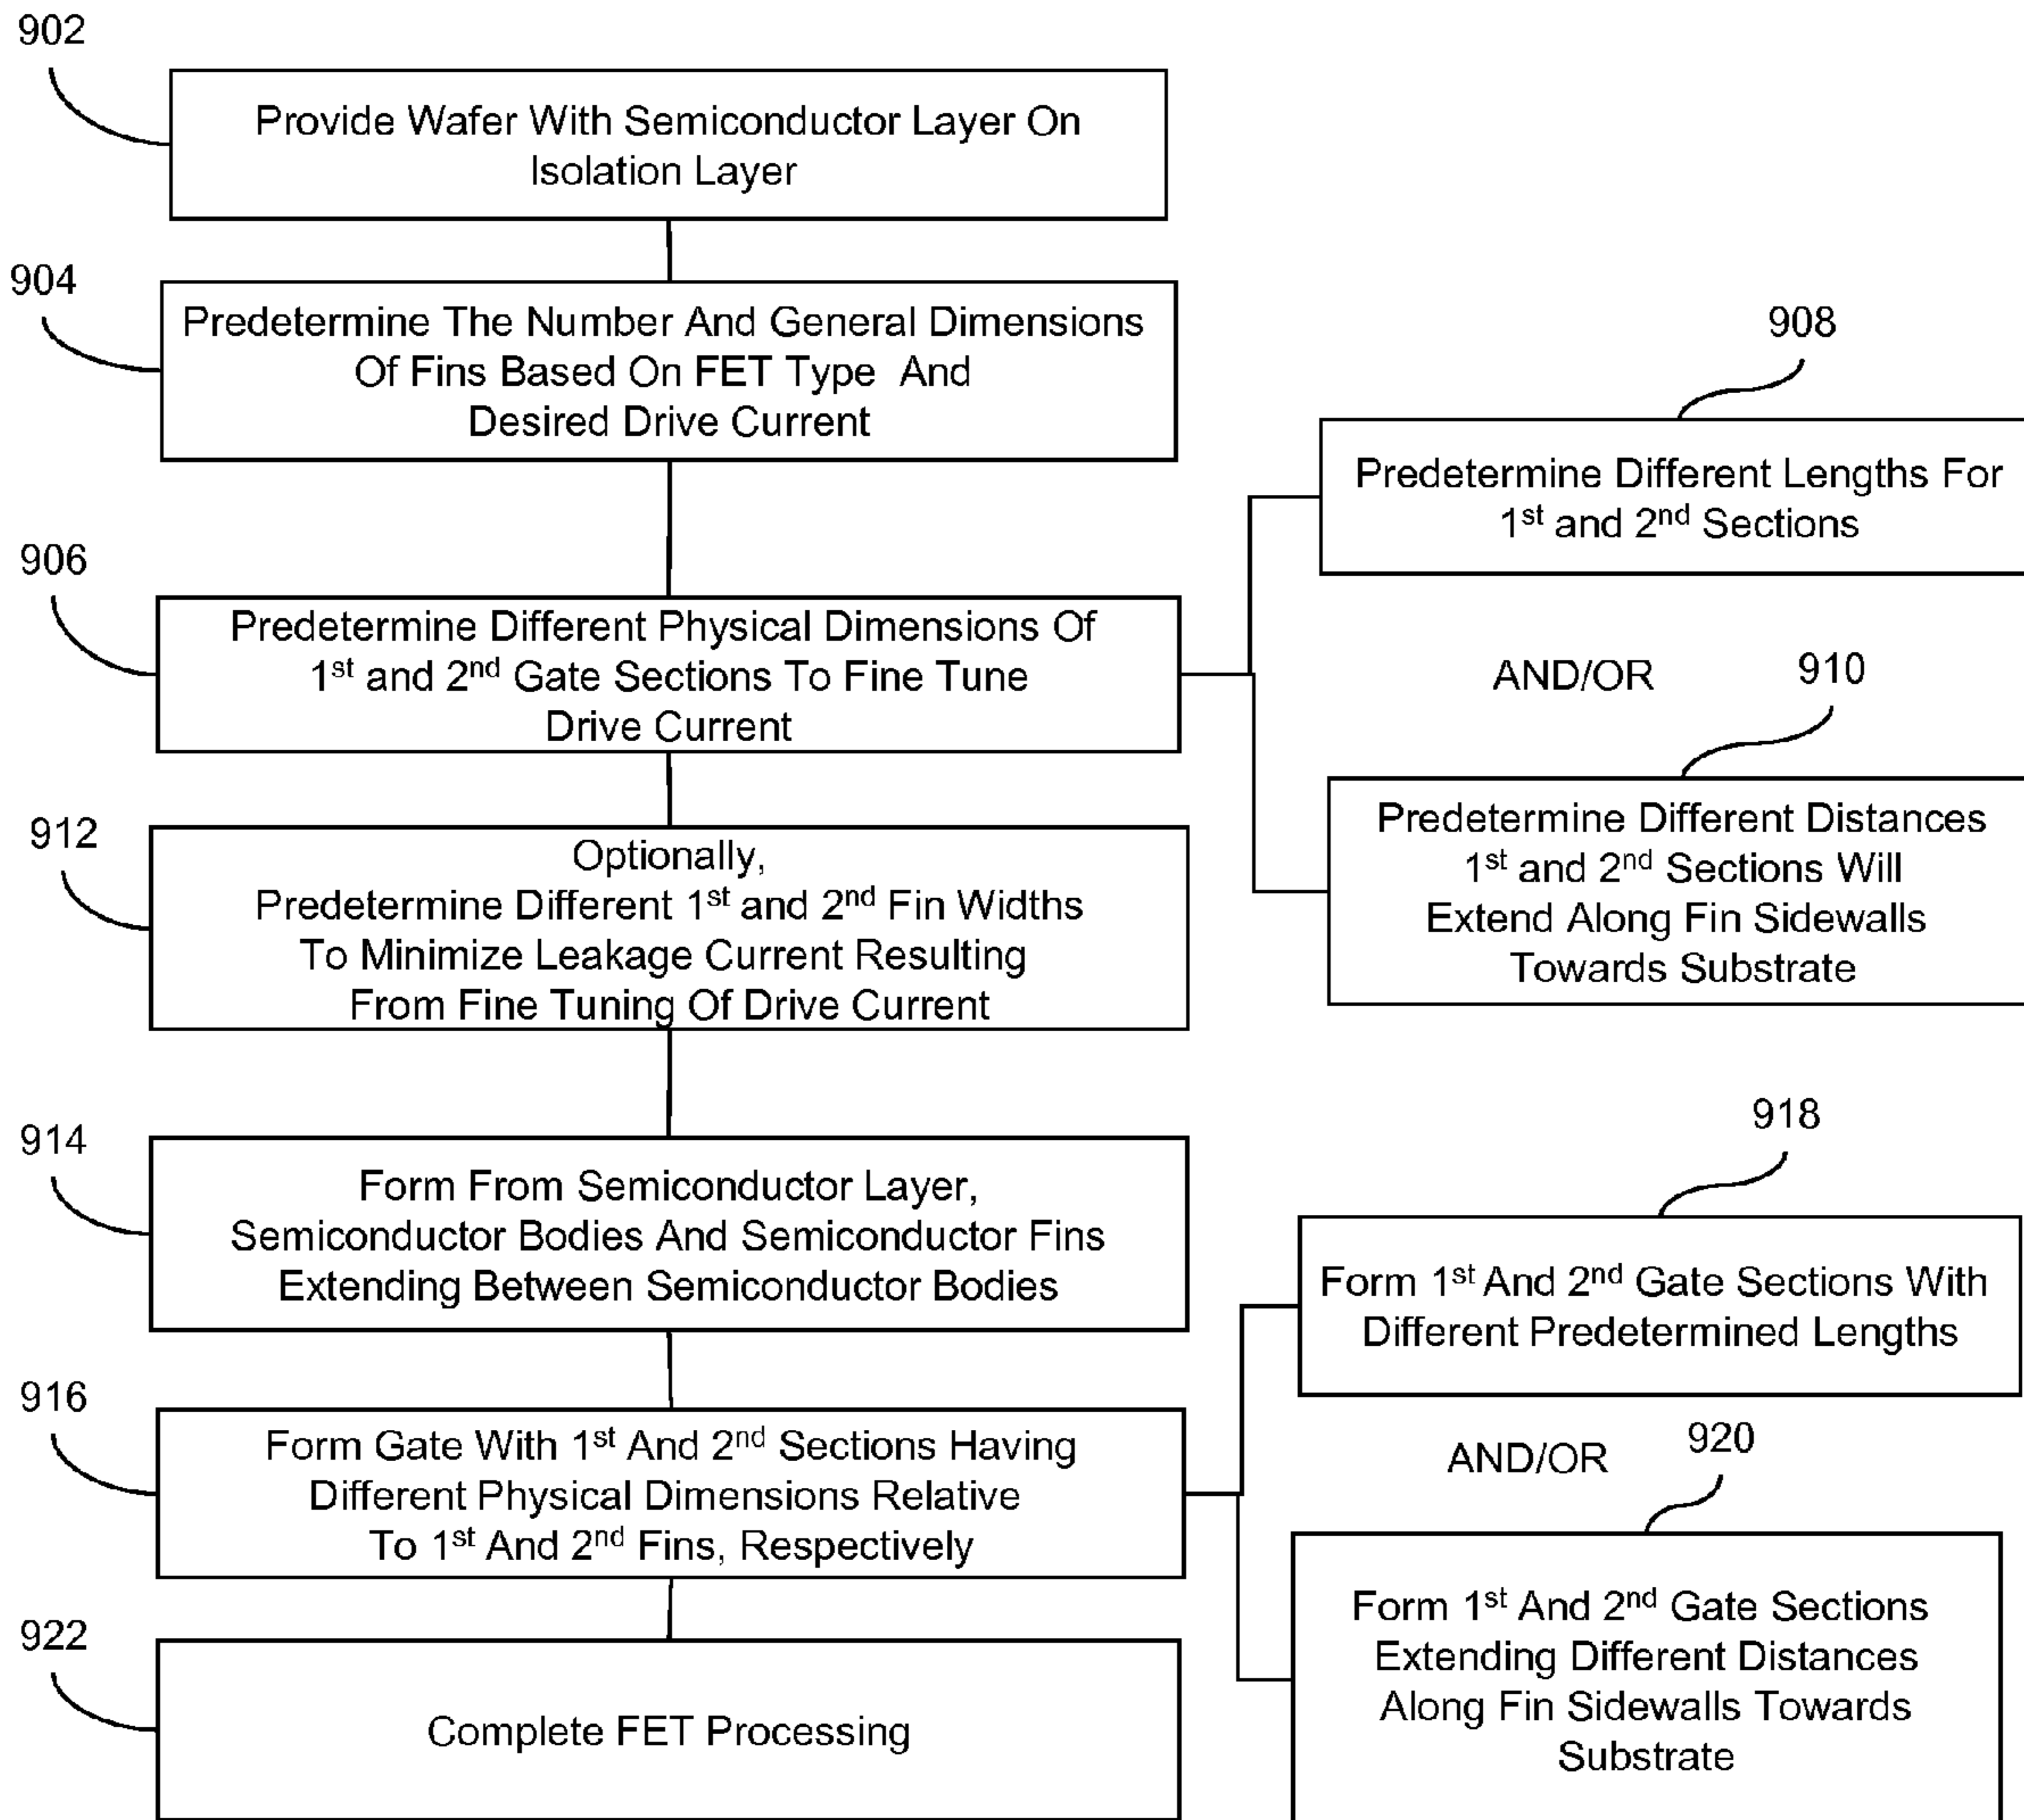 902
Provide Wafer With Semiconductor Layer On
Isolation Layer
904
Predetermine The Number And General Dimensions
Of Fins Based On FET Type And
Desired Drive Current
906
Predetermine Different Physical Dimensions Of
1st and 2nd Gate Sections To Fine Tune
Drive Current
908
Predetermine Different Lengths For
1st and 2nd Sections
AND/OR
910
Predetermine Different Distances
1st and 2nd Sections Will
Extend Along Fin Sidewalls
Towards Substrate
912
Optionally,
Predetermine Different 1st and 2nd Fin Widths
To Minimize Leakage Current Resulting
From Fine Tuning Of Drive Current
914
Form From Semiconductor Layer,
Semiconductor Bodies And Semiconductor Fins
Extending Between Semiconductor Bodies
916
Form Gate With 1st And 2nd Sections Having
Different Physical Dimensions Relative
To 1st And 2nd Fins, Respectively
918
Form 1st And 2nd Gate Sections With
Different Predetermined Lengths
AND/OR
920
Form 1st And 2nd Gate Sections
Extending Different Distances
Along Fin Sidewalls Towards
Substrate
922
Complete FET Processing